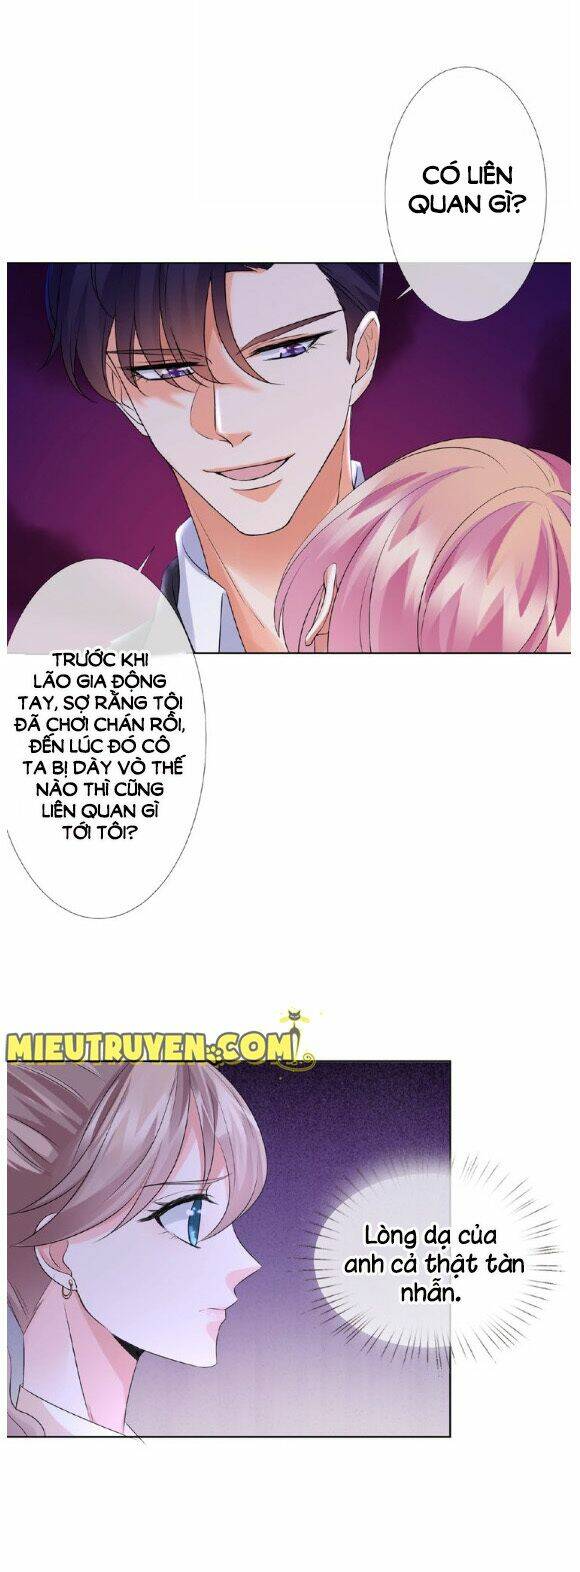 CÓ LIÊN
QUAN GÌ?
TRƯỚC KHI
LÃO GIA ĐỘNG
TAY, SỢ RẰNG TÔI
ĐÃ CHƠI CHÁN RỒI,
ĐẾN LÚC ĐÓ CÔ
TA BỊ DÀY VÒ THẾ
NÀO THÌ CŨNG
LIÊN QUAN GÌ
TỚI TÔI?
MIEUTRUYEN.COM
Lòng dạ của
anh cả thật tàn
nhẫn.